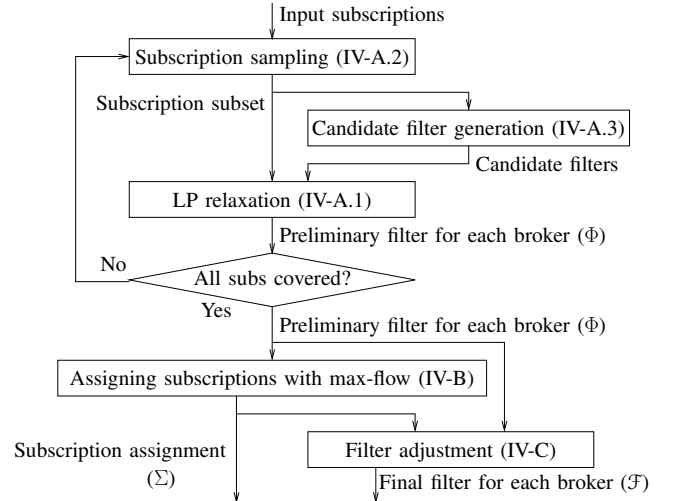 Input subscriptions
Subscription sampling (IV-A.2)
Subscription subset
Candidate filter generation (IV-A.3)
Candidate filters
LP relaxation (IV-A.1)
Preliminary filter for each broker (Φ)
No
All subs covered?
Yes
Preliminary filter for each broker (Φ)
Assigning subscriptions with max-flow (IV-B)
Subscription assignment
(Σ)
Filter adjustment (IV-C)
Final filter for each broker (ℱ)